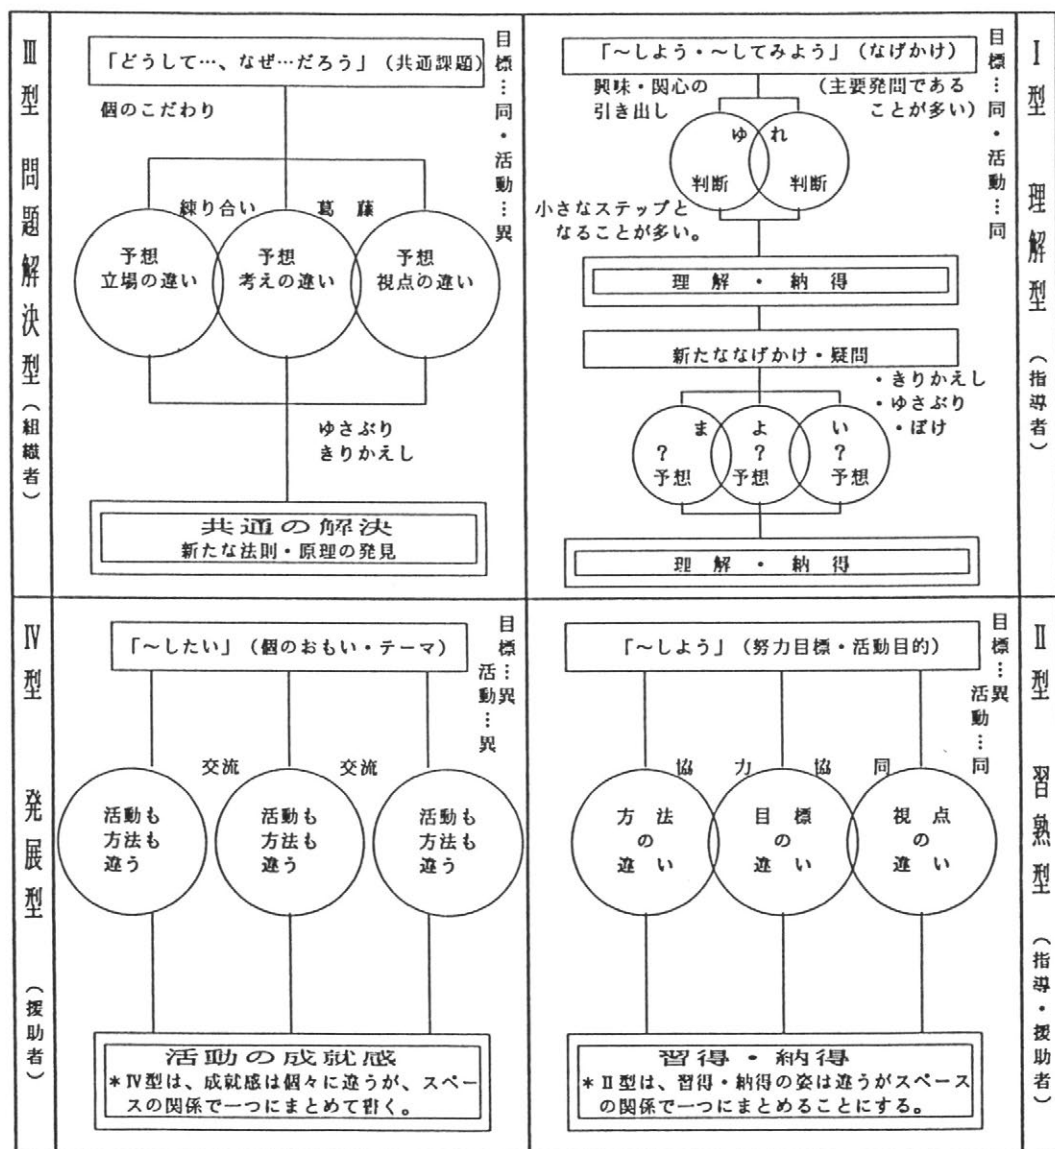 Ⅰ型 理解型（指導者）
目標…同・活動…同
「～しよう・～してみよう」（なげかけ）
興味・関心の
引き出し
（主要発問である
ことが多い）
ゆれ
判断
判断
小さなステップと
なることが多い。
理解・納得
新たななげかけ・疑問
・きりかえし
・ゆさぶり
・ぼけ
まよい
？
予想
？
予想
？
予想
理解・納得
Ⅱ型 習熟型（指導・援助者）
目標…異
活動…同
「～しよう」（努力目標・活動目的）
協力協同
方法
の
違い
目標
の
違い
視点
の
違い
習得・納得
＊Ⅱ型は、習得・納得の姿は違うがスペース
の関係で一つにまとめることにする。
Ⅲ型 問題解決型（組織者）
目標…同・活動…異
「どうして…、なぜ…だろう」（共通課題）
個のこだわり
練り合い
葛藤
予想
立場の違い
予想
考えの違い
予想
視点の違い
ゆさぶり
きりかえし
共通の解決
新たな法則・原理の発見
Ⅳ型 発展型（援助者）
目標…異
活動…異
「～したい」（個のおもい・テーマ）
交流
交流
活動も
方法も
違う
活動も
方法も
違う
活動も
方法も
違う
活動の成就感
＊Ⅳ型は、成就感は個々に違うが、スペー
スの関係で一つにまとめて書く。